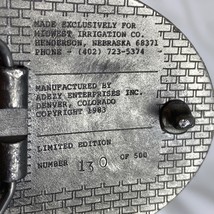 MADE EXCLUSIVELY FOR
MIDWEST IRRIGATION CO.
HENDERSON, NEBRASKA 68371
PHONE - (402) 723-5374
MANUFACTURED BY
ADEZY ENTERPRISES INC.
DENVER, COLORADO
COPYRIGHT 1983
LIMITED EDITION
NUMBER 130 OF 500